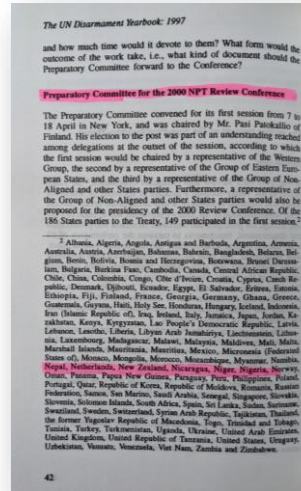 The UN Disarmament Yearbook: 1997
and how much time would it devote to them? What form would the
outcome of the work take, i.e., what kind of document should the
Preparatory Committee forward to the Conference?
Preparatory Committee for the 2000 NPT Review Conference
The Preparatory Committee convened for its first session from 7 to
18 April in New York, and was chaired by Mr. Pasi Patokallio of
Finland. His election to the post was part of an understanding reached
among delegations at the outset of the session, according to which
the first session would be chaired by a representative of the Western
Group, the second by a representative of the Group of Eastern Euro-
pean States, and the third by a representative of the Group of Non-
Aligned and other States parties. Furthermore, a representative of
the Group of Non-Aligned and other States parties would also be
proposed for the presidency of the 2000 Review Conference. Of the
186 States parties to the Treaty, 149 participated in the first session.²
² Albania, Algeria, Angola, Antigua and Barbuda, Argentina, Armenia,
Australia, Austria, Azerbaijan, Bahamas, Bahrain, Bangladesh, Belarus, Bel-
gium, Benin, Bolivia, Bosnia and Herzegovina, Botswana, Brunei Darussa-
lam, Bulgaria, Burkina Faso, Cambodia, Canada, Central African Republic,
Chile, China, Colombia, Congo, Côte d'Ivoire, Croatia, Cyprus, Czech Re-
public, Denmark, Djibouti, Ecuador, Egypt, El Salvador, Eritrea, Estonia,
Ethiopia, Fiji, Finland, France, Georgia, Germany, Ghana, Greece,
Guatemala, Guyana, Haiti, Holy See, Honduras, Hungary, Iceland, Indonesia,
Iran (Islamic Republic of), Iraq, Ireland, Italy, Jamaica, Japan, Jordan, Ka-
zakhstan, Kenya, Kyrgyzstan, Lao People's Democratic Republic, Latvia,
Lebanon, Lesotho, Liberia, Libyan Arab Jamahiriya, Liechtenstein, Lithua-
nia, Luxembourg, Madagascar, Malawi, Malaysia, Maldives, Mali, Malta,
Marshall Islands, Mauritania, Mauritius, Mexico, Micronesia (Federated
States of), Monaco, Mongolia, Morocco, Mozambique, Myanmar, Namibia,
Nepal, Netherlands, New Zealand, Nicaragua, Niger, Nigeria, Norway,
Oman, Panama, Papua New Guinea, Paraguay, Peru, Philippines, Poland,
Portugal, Qatar, Republic of Korea, Republic of Moldova, Romania, Russian
Federation, Samoa, San Marino, Saudi Arabia, Senegal, Singapore, Slovakia,
Slovenia, Solomon Islands, South Africa, Spain, Sri Lanka, Sudan, Suriname,
Swaziland, Sweden, Switzerland, Syrian Arab Republic, Tajikistan, Thailand,
the former Yugoslav Republic of Macedonia, Togo, Trinidad and Tobago,
Tunisia, Turkey, Turkmenistan, Uganda, Ukraine, United Arab Emirates,
United Kingdom, United Republic of Tanzania, United States, Uruguay,
Uzbekistan, Vanuatu, Venezuela, Viet Nam, Zambia and Zimbabwe.
42